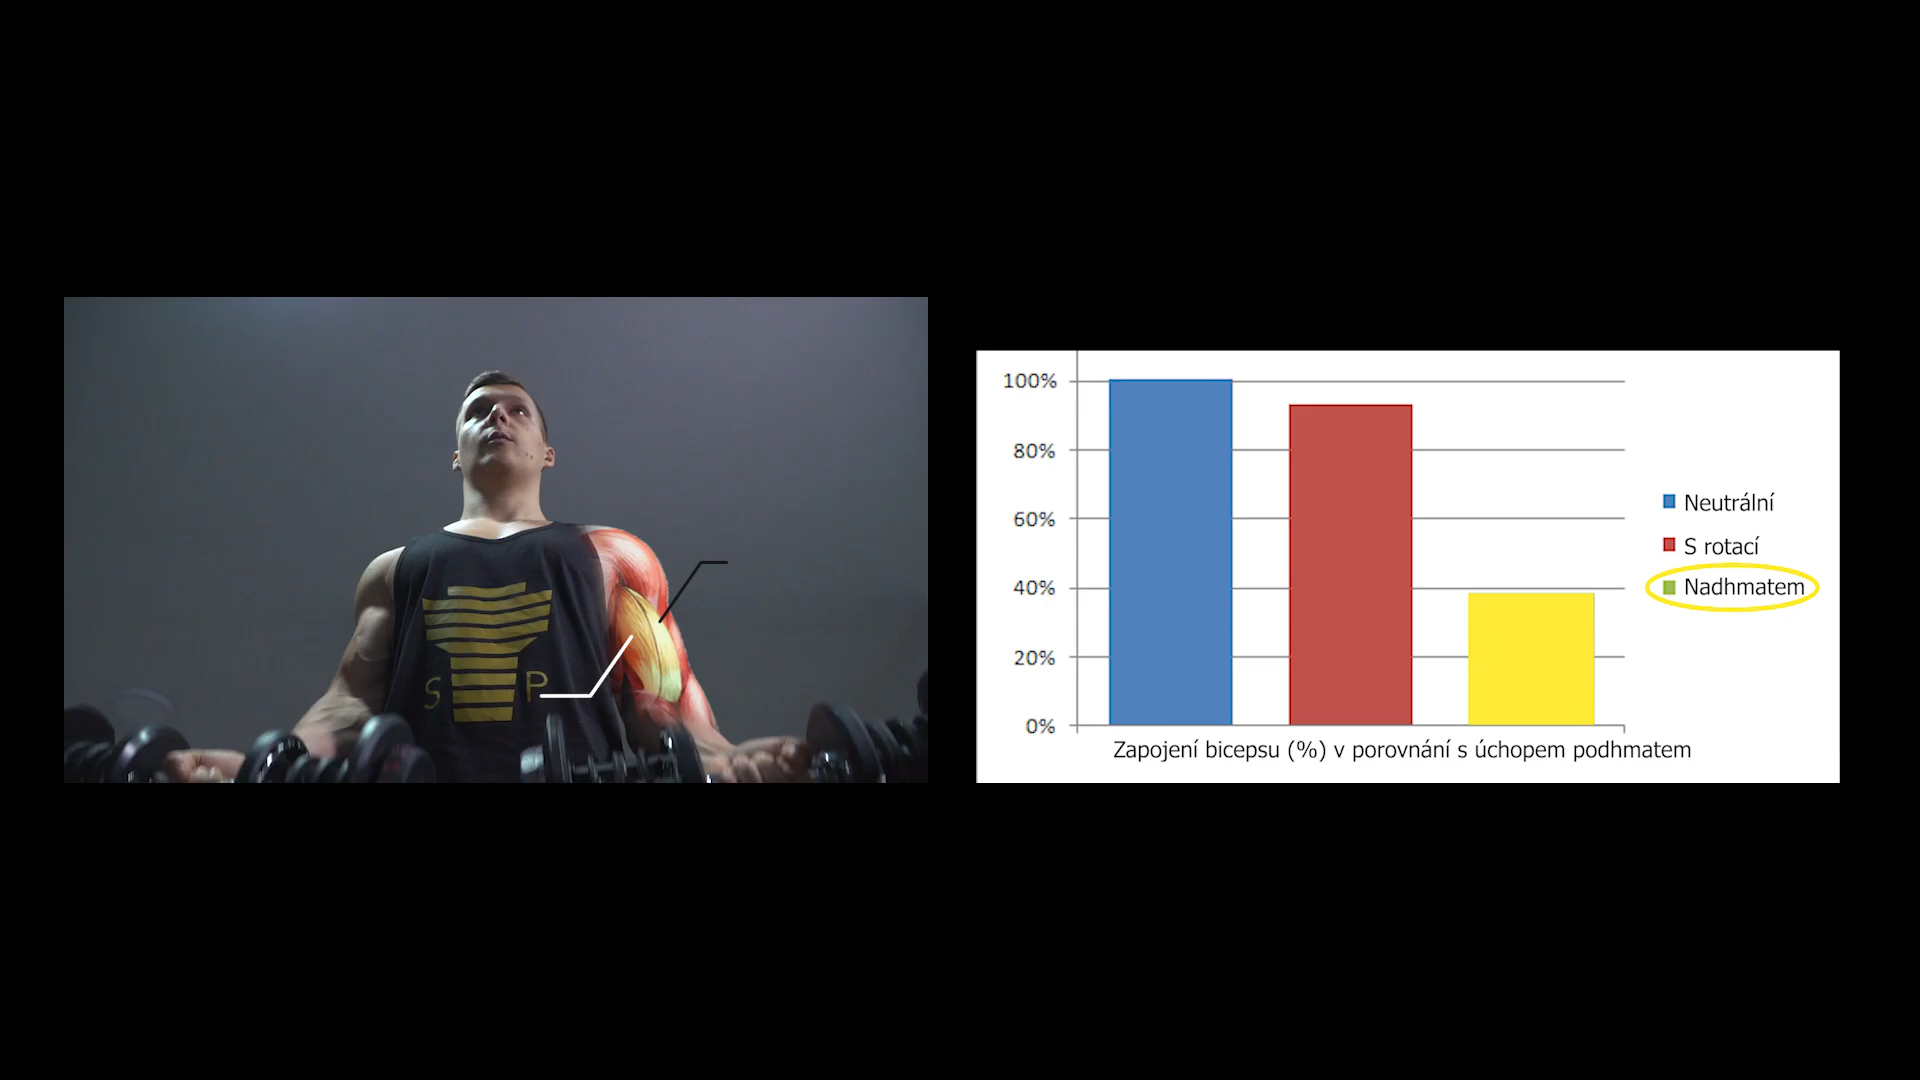 S P
100%
80%
60%
40%
20%
0%
Neutrální
S rotací
Nadhmatem
Zapojení bicepsu (%) v porovnání s úchopem podhmatem